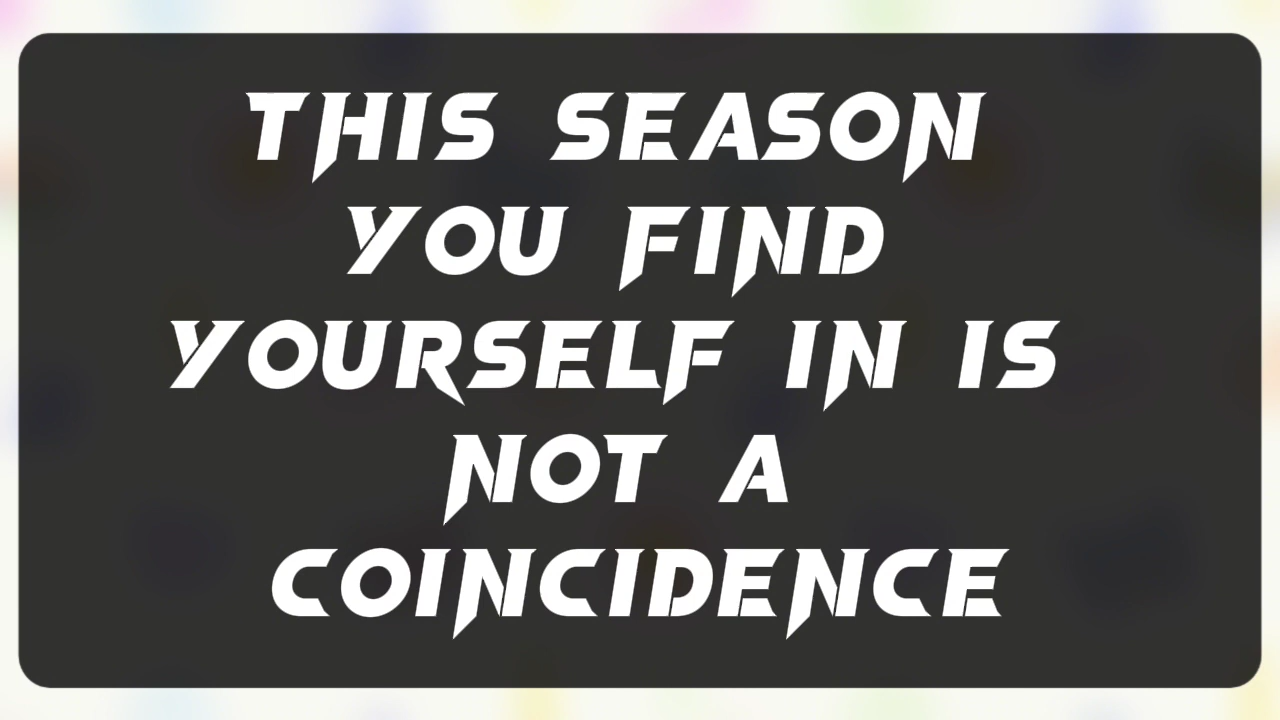 THIS SEASON
YOU FIND
YOURSELF IN IS
NOT A
COINCIDENCE